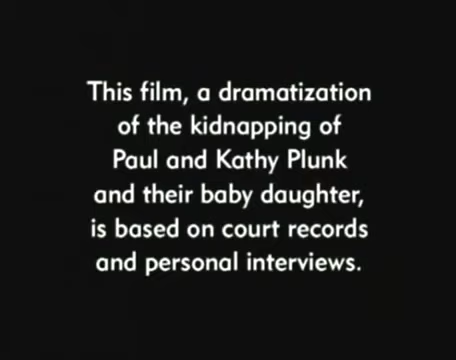 This film, a dramatization
of the kidnapping of
Paul and Kathy Plunk
and their baby daughter,
is based on court records
and personal interviews.